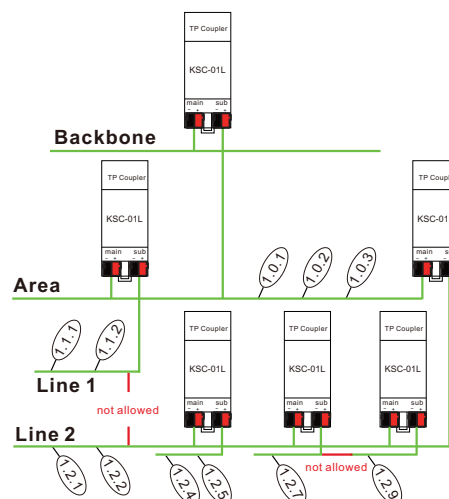 TP Coupler
KSC-01L
main sub
- + - +
Backbone
TP Coupler
KSC-01L
main sub
- + - +
TP Coupler
KSC-01
main sub
- + - +
1.0.1
1.0.2
1.0.3
Area
1.1.1
1.1.2
Line 1
not allowed
TP Coupler
KSC-01L
main sub
- + - +
TP Coupler
KSC-01L
main sub
- + - +
TP Coupler
KSC-01L
main sub
- + - +
Line 2
1.2.1
1.2.2
1.2.4
1.2.5
1.2.7
not allowed
1.2.9